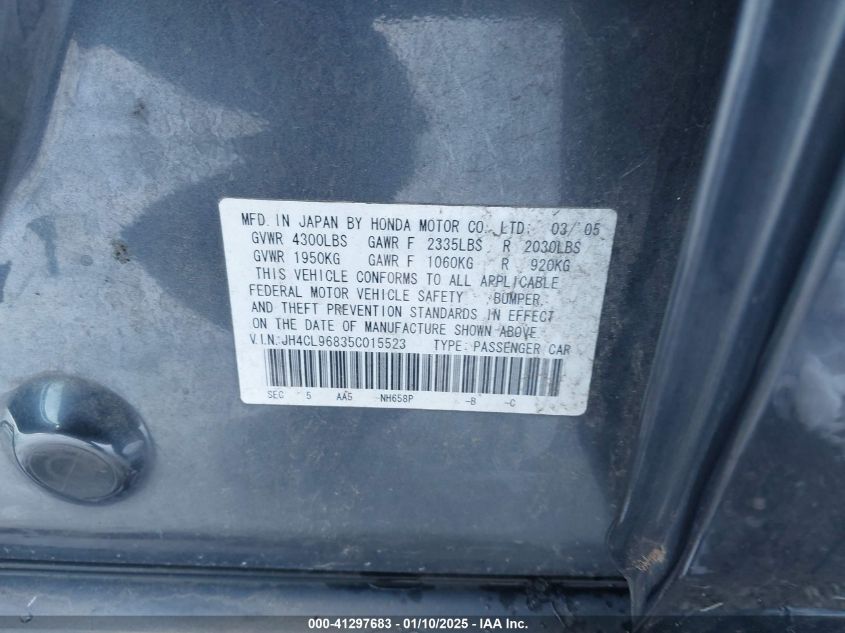 MFD. IN JAPAN BY HONDA MOTOR CO., LTD: 03/05
GVWR 4300LBS GAWR F 2335LBS R 2030LBS
GVWR 1950KG GAWR F 1060KG R 920KG
THIS VEHICLE CONFORMS TO ALL APPLICABLE
FEDERAL MOTOR VEHICLE SAFETY BUMPER,
AND THEFT PREVENTION STANDARDS IN EFFECT
ON THE DATE OF MANUFACTURE SHOWN ABOVE
V.I.N.:JH4CL96835C015523 TYPE: PASSENGER CAR
SEC 5 AA5 NH658P -B -C
000-41297683 - 01/10/2025 - IAA Inc.